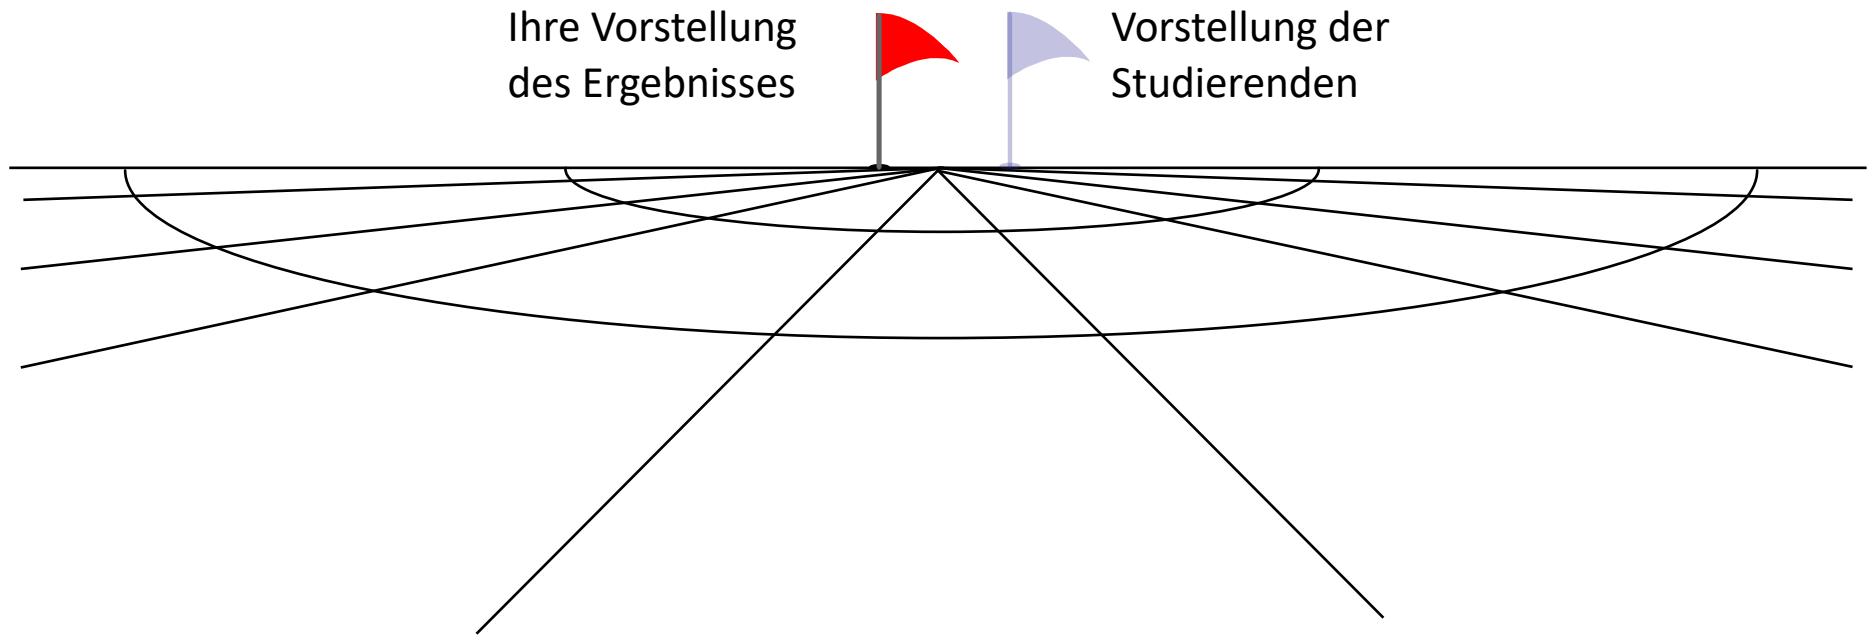 Ihre Vorstellung
des Ergebnisses
Vorstellung der
Studierenden